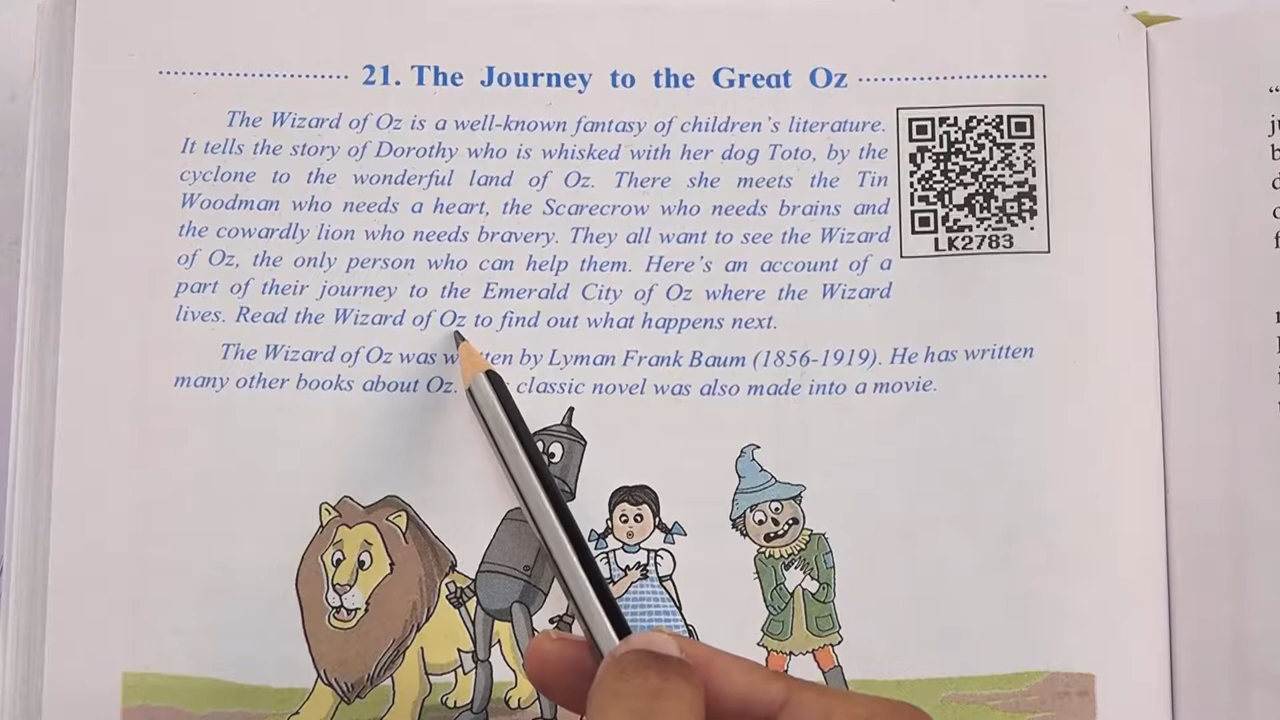 21. The Journey to the Great Oz
The Wizard of Oz is a well-known fantasy of children's literature.
It tells the story of Dorothy who is whisked with her dog Toto, by the
cyclone to the wonderful land of Oz. There she meets the Tin
Woodman who needs a heart, the Scarecrow who needs brains and
the cowardly lion who needs bravery. They all want to see the Wizard
of Oz, the only person who can help them. Here's an account of a
part of their journey to the Emerald City of Oz where the Wizard
lives. Read the Wizard of Oz to find out what happens next.
LK2783
The Wizard of Oz was by Lyman Frank Baum (1856-1919). He has written
many other books about Oz. classic novel was also made into a movie.